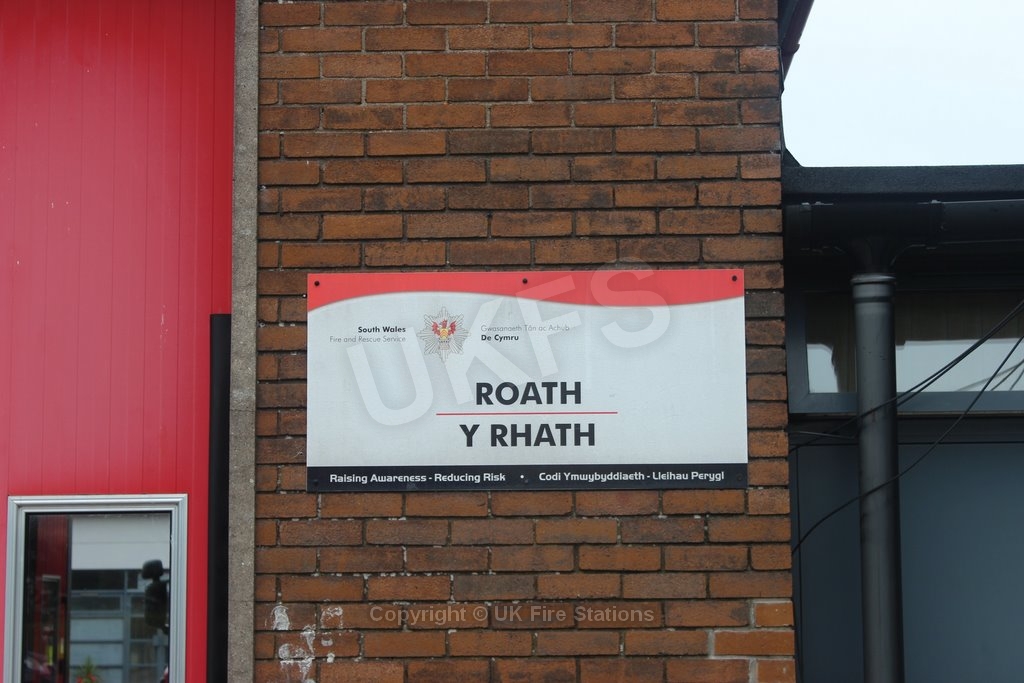 South Wales
Fire and Rescue Service
Gwasanaeth Tân ac Achub
De Cymru
UKFS
ROATH
Y RHATH
Raising Awareness - Reducing Risk • Codi Ymwybyddiaeth - Lleihau Perygl
Copyright © UK Fire Stations